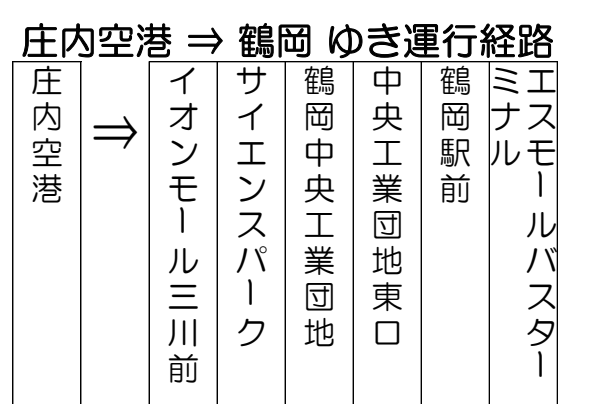 庄内空港 ⇒ 鶴岡 ゆき運行経路
庄内空港
⇒
イオンモール三川前
サイエンスパーク
鶴岡中央工業団地
中央工業団地東口
鶴岡駅前
エスモールバスター
ミナル